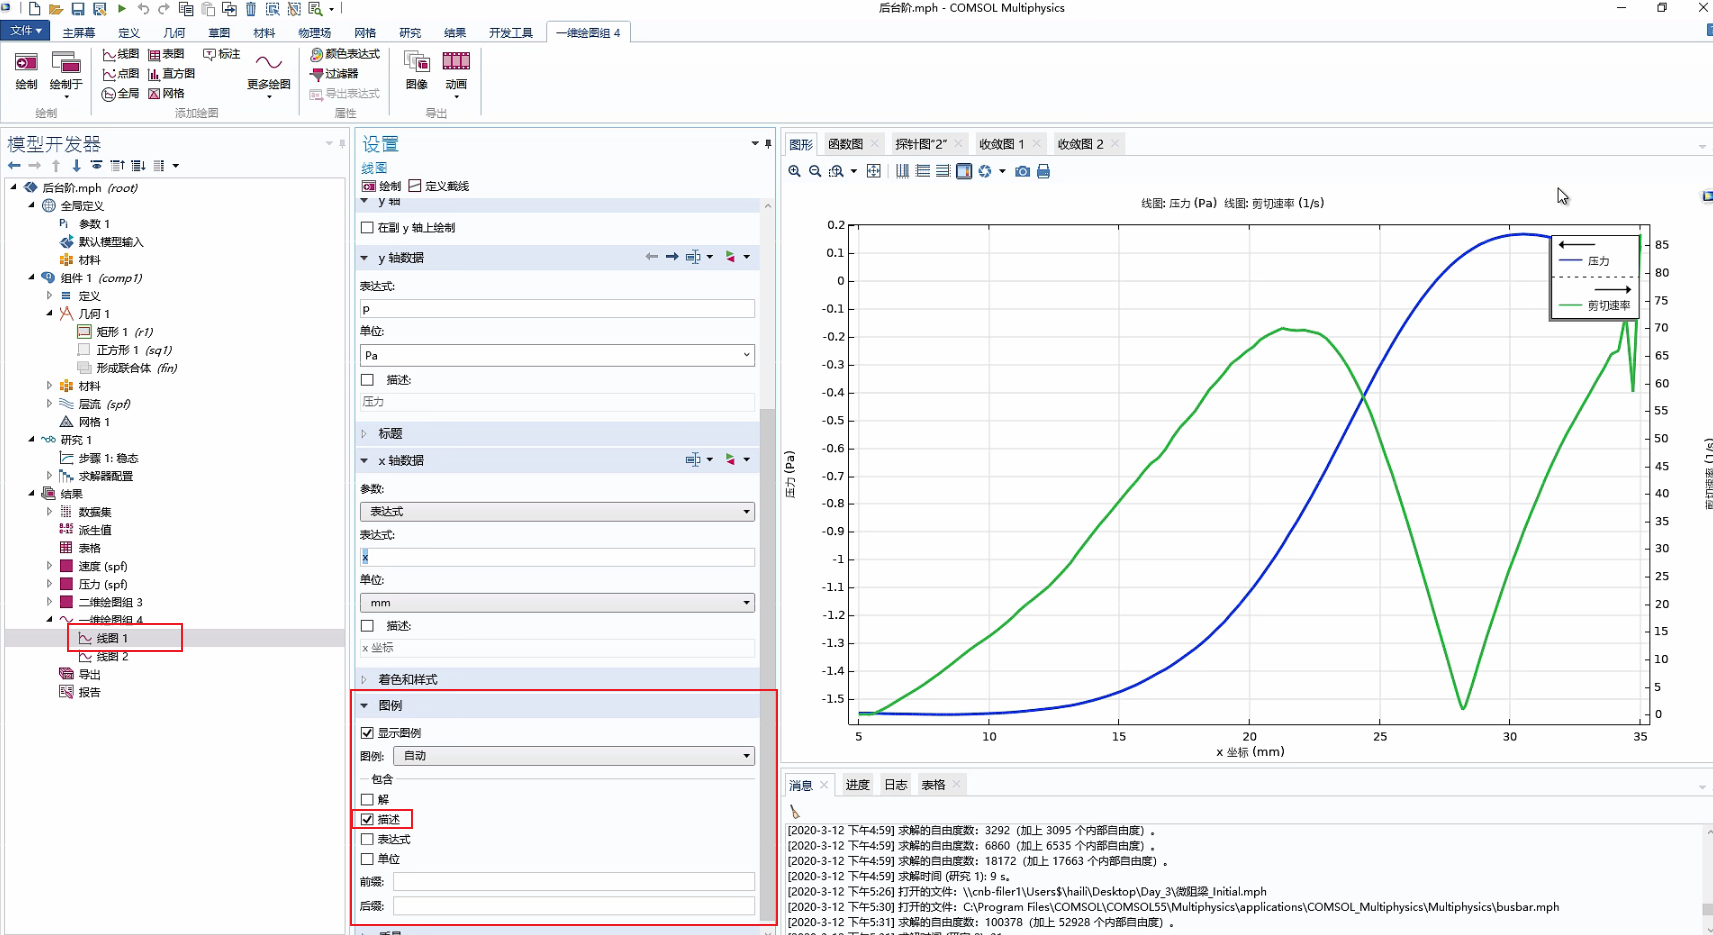 后台阶.mph - COMSOL Multiphysics
文件 主屏幕 定义 几何 草图 材料 物理场 网格 研究 结果 开发工具 一维绘图组 4
绘制 绘制于 线图 表图 标注
点图 直方图
全局 网格
更多绘图
颜色表达式
过滤器
导出表达式
图像 动画
绘制 添加绘图 属性 导出
模型开发器
后台阶.mph (root)
全局定义
Pi 参数 1
默认模型输入
材料
组件 1 (comp1)
定义
几何 1
矩形 1 (r1)
正方形 1 (sq1)
形成联合体 (fin)
材料
层流 (spf)
网格 1
研究 1
步骤 1: 稳态
求解器配置
结果
数据集
8.85
e-12
派生值
表格
速度 (spf)
压力 (spf)
二维绘图组 3
一维绘图组 4
线图 1
线图 2
导出
报告
设置
线图
绘制 定义截线
y 轴
在副 y 轴上绘制
y 轴数据
表达式:
p
单位:
Pa
描述:
压力
标题
x 轴数据
参数:
表达式
表达式:
x
单位:
mm
描述:
x 坐标
着色和样式
图例
显示图例
图例: 自动
包含
解
描述
表达式
单位
前缀:
后缀:
图形 函数图 探针图"2" 收敛图 1 收敛图 2
线图: 压力 (Pa) 线图: 剪切速率 (1/s)
0.2
0.1
0
-0.1
-0.2
-0.3
-0.4
-0.5
-0.6
-0.7
-0.8
-0.9
-1
-1.1
-1.2
-1.3
-1.4
-1.5
压力 (Pa)
压力
剪切速率
85
80
75
70
65
60
55
50
45
40
35
30
25
20
15
10
5
0
剪切速率 (1/s)
5 10 15 20 25 30 35
x 坐标 (mm)
消息 进度 日志 表格
[2020-3-12 下午4:59] 求解的自由度数：3292（加上 3095 个内部自由度）。
[2020-3-12 下午4:59] 求解的自由度数：6860（加上 6535 个内部自由度）。
[2020-3-12 下午4:59] 求解的自由度数：18172（加上 17663 个内部自由度）。
[2020-3-12 下午4:59] 求解时间 (研究 1): 9 s。
[2020-3-12 下午5:26] 打开的文件：\\cnb-filer1\Users$\haili\Desktop\Day_3\微阻梁_Initial.mph
[2020-3-12 下午5:30] 打开的文件：C:\Program Files\COMSOL\COMSOL55\Multiphysics\applications\COMSOL_Multiphysics\Multiphysics\busbar.mph
[2020-3-12 下午5:31] 求解的自由度数：100378（加上 52928 个内部自由度）。